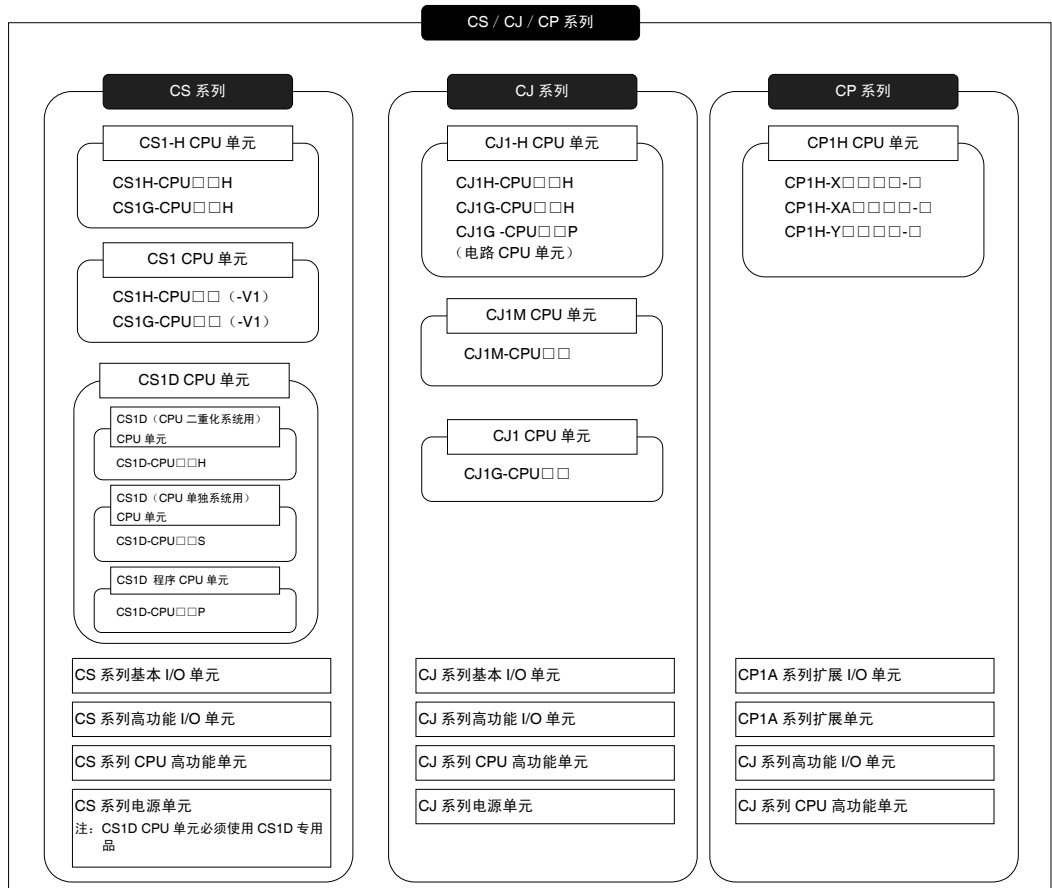 CS / CJ / CP 系列
CS 系列
CS1-H CPU 单元
CS1H-CPU□□H
CS1G-CPU□□H
CS1 CPU 单元
CS1H-CPU□□（-V1）
CS1G-CPU□□（-V1）
CS1D CPU 单元
CS1D（CPU 二重化系统用）
CPU 单元
CS1D-CPU□□H
CS1D（CPU 单独系统用）
CPU 单元
CS1D-CPU□□S
CS1D 程序 CPU 单元
CS1D-CPU□□P
CS 系列基本 I/O 单元
CS 系列高功能 I/O 单元
CS 系列 CPU 高功能单元
CS 系列电源单元
注：CS1D CPU 单元必须使用 CS1D 专用
品
CJ 系列
CJ1-H CPU 单元
CJ1H-CPU□□H
CJ1G-CPU□□H
CJ1G -CPU□□P
（电路 CPU 单元）
CJ1M CPU 单元
CJ1M-CPU□□
CJ1 CPU 单元
CJ1G-CPU□□
CJ 系列基本 I/O 单元
CJ 系列高功能 I/O 单元
CJ 系列 CPU 高功能单元
CJ 系列电源单元
CP 系列
CP1H CPU 单元
CP1H-X□□□□-□
CP1H-XA□□□□-□
CP1H-Y□□□□-□
CP1A 系列扩展 I/O 单元
CP1A 系列扩展单元
CJ 系列高功能 I/O 单元
CJ 系列 CPU 高功能单元